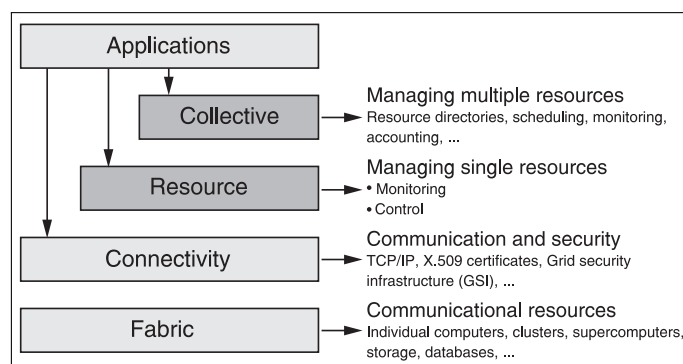 Applications
Collective
Managing multiple resources
Resource directories, scheduling, monitoring,
accounting, ...
Resource
Managing single resources
• Monitoring
• Control
Connectivity
Communication and security
TCP/IP, X.509 certificates, Grid security
infrastructure (GSI), ...
Fabric
Communicational resources
Individual computers, clusters, supercomputers,
storage, databases, ...